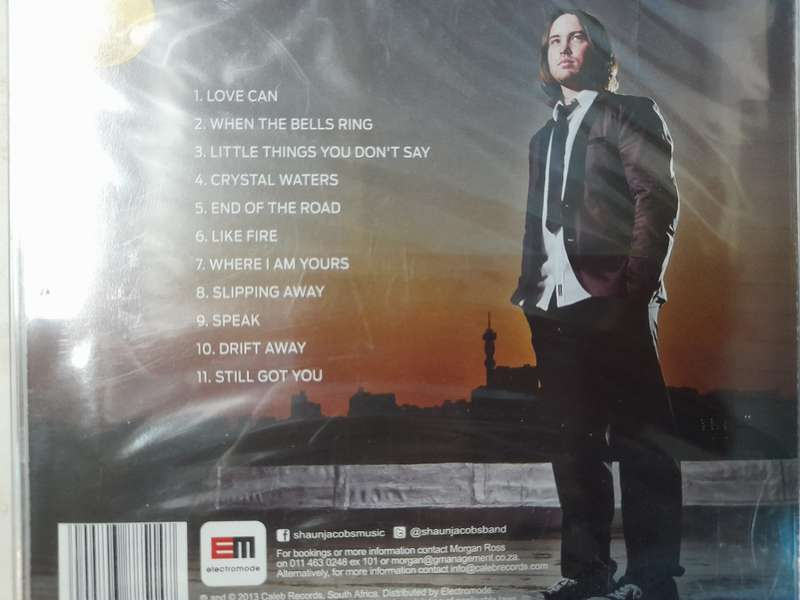 1. LOVE CAN
2. WHEN THE BELLS RING
3. LITTLE THINGS YOU DON'T SAY
4. CRYSTAL WATERS
5. END OF THE ROAD
6. LIKE FIRE
7. WHERE I AM YOURS
8. SLIPPING AWAY
9. SPEAK
10. DRIFT AWAY
11. STILL GOT YOU
EM
electromode
f shaunjacobsmusic @shaunjacobsband
For bookings or more information contact Morgan Ross
on 011 463 0248 ex 101 or morgan@gmanagement.co.za.
Alternatively, for more information contact info@calebrecords.com
℗ and © 2013 Caleb Records, South Africa. Distributed by Electromode.